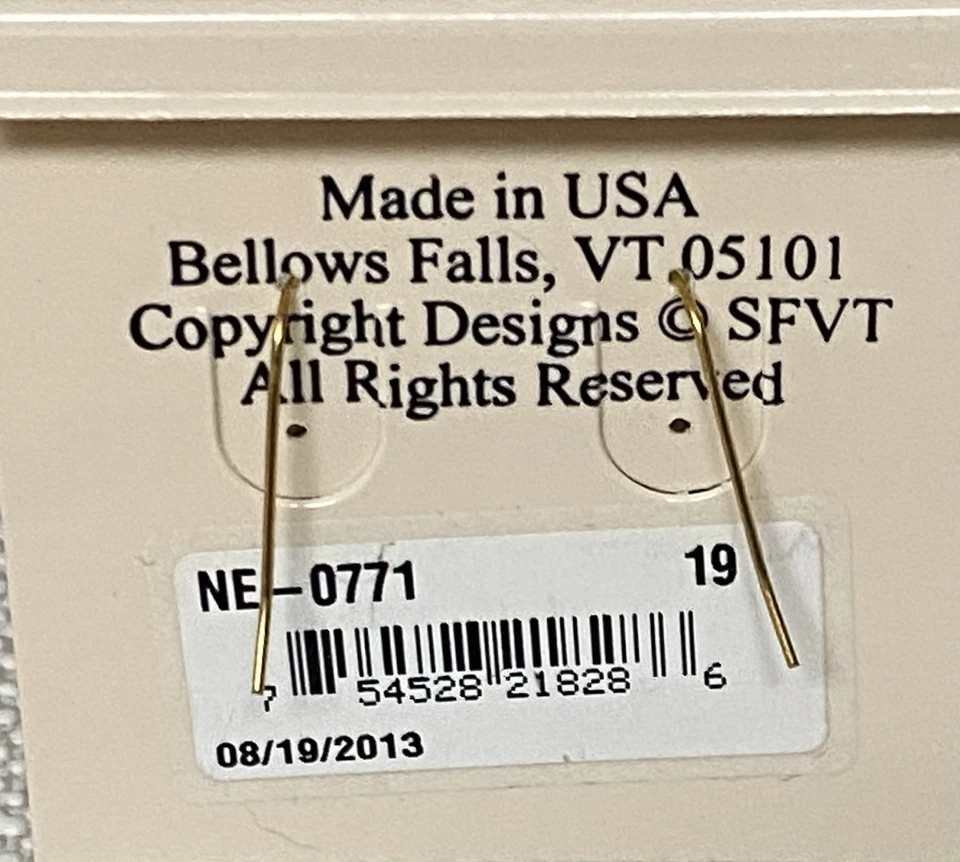 Made in USA
Bellows Falls, VT 05101
Copyright Designs © SFVT
All Rights Reserved
NE-0771 19
7 54528 21828 6
08/19/2013